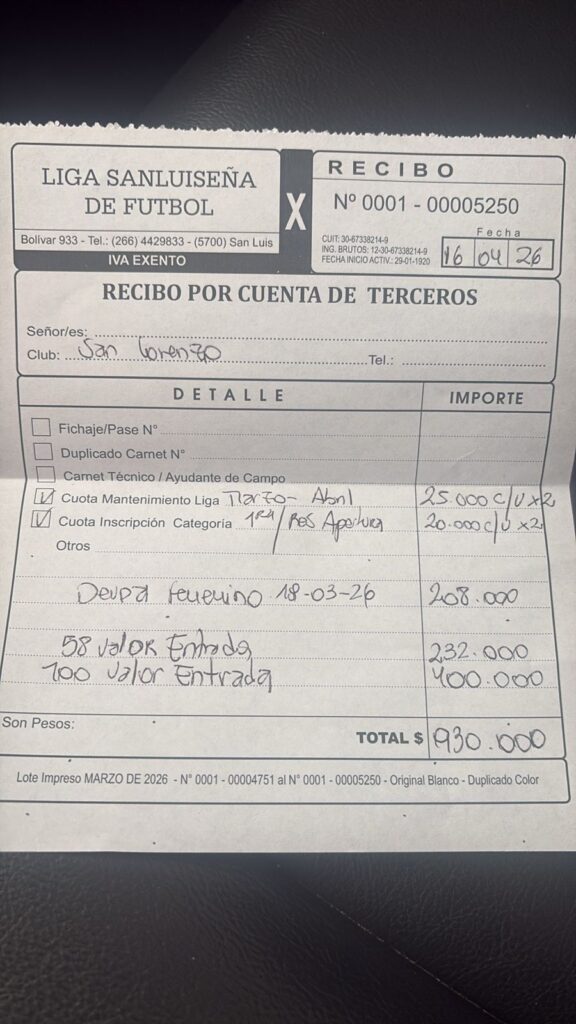 LIGA SANLUISEÑA
DE FUTBOL
Bolívar 933 - Tel.: (266) 4429833 - (5700) San Luis
IVA EXENTO
X
RECIBO
Nº 0001 - 00005250
CUIT: 30-67338214-9
ING. BRUTOS: 12-30-67338214-9
FECHA INICIO ACTIV.: 29-01-1920
Fecha
16 04 26
RECIBO POR CUENTA DE TERCEROS
Señor/es:
Club: San Lorenzo Tel.:
DETALLE IMPORTE
Fichaje/Pase N°
Duplicado Carnet N°
Carnet Técnico / Ayudante de Campo
Cuota Mantenimiento Liga Marzo - Abril 25.000 c/u x2
Cuota Inscripción Categoría 1ra/Res Apertura 20.000 c/u x2
Otros
Deuda femenino 18-03-26 208.000
58 valor Entrada 232.000
100 valor Entrada 400.000
Son Pesos:
TOTAL $ 930.000
Lote Impreso MARZO DE 2026 - N° 0001 - 00004751 al N° 0001 - 00005250 - Original Blanco - Duplicado Color